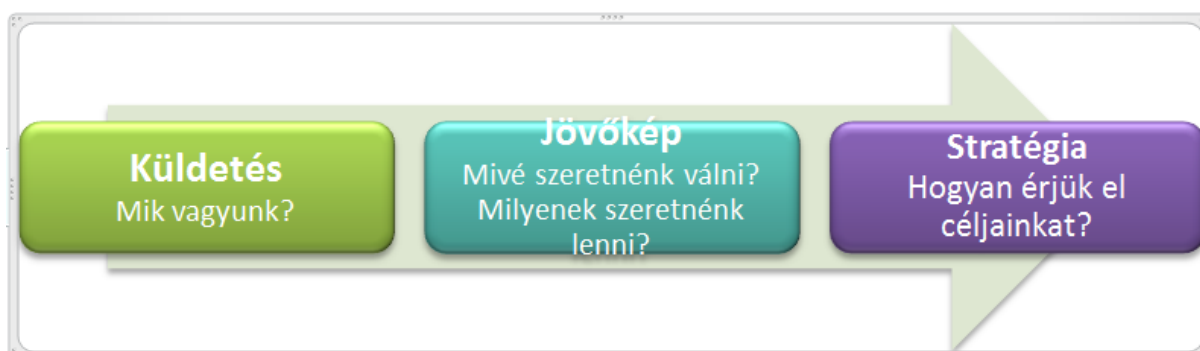 Küldetés
Mik vagyunk?
Jövőkép
Mivé szeretnénk válni?
Milyenek szeretnénk
lenni?
Stratégia
Hogyan érjük el
céljainkat?